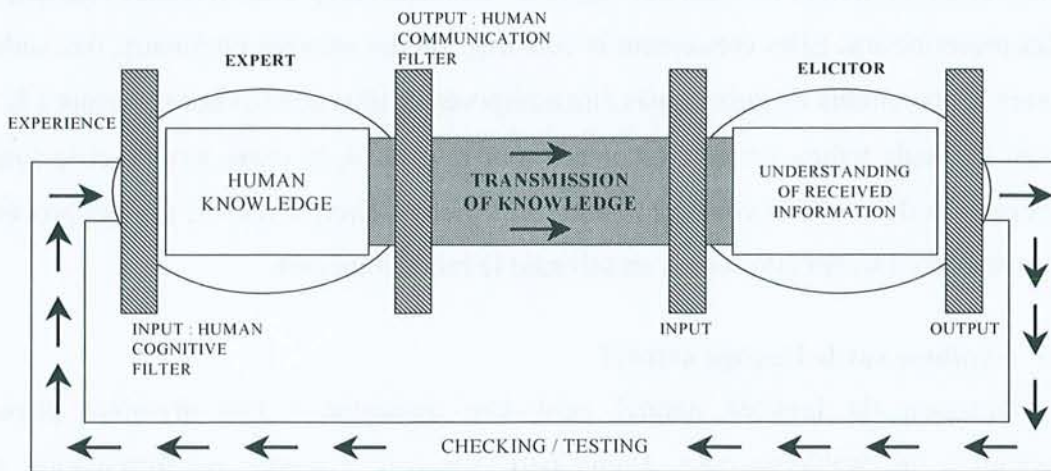 OUTPUT : HUMAN
COMMUNICATION
FILTER
EXPERT
ELICITOR
EXPERIENCE
HUMAN
KNOWLEDGE
TRANSMISSION
OF KNOWLEDGE
UNDERSTANDING
OF RECEIVED
INFORMATION
INPUT : HUMAN
COGNITIVE
FILTER
INPUT
OUTPUT
CHECKING / TESTING